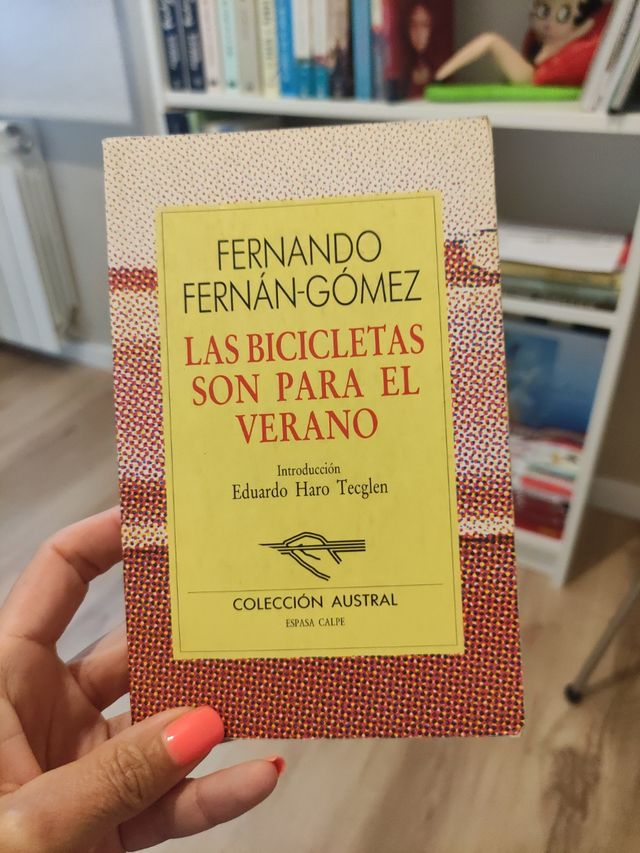 FERNANDO
FERNÁN-GÓMEZ
LAS BICICLETAS
SON PARA EL
VERANO
Introducción
Eduardo Haro Tecglen
COLECCIÓN AUSTRAL
ESPASA CALPE